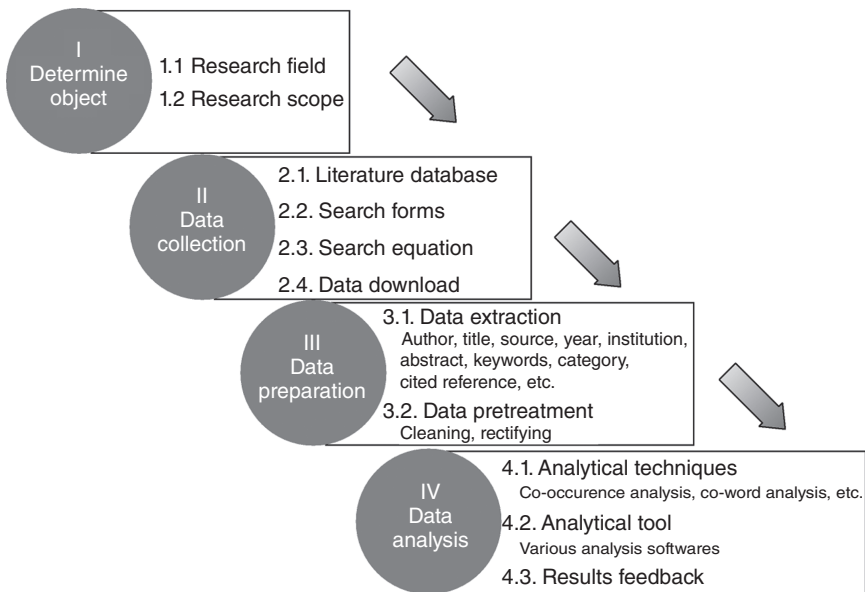 I
Determine
object
1.1 Research field
1.2 Research scope
II
Data
collection
2.1. Literature database
2.2. Search forms
2.3. Search equation
2.4. Data download
III
Data
preparation
3.1. Data extraction
Author, title, source, year, institution,
abstract, keywords, category,
cited reference, etc.
3.2. Data pretreatment
Cleaning, rectifying
IV
Data
analysis
4.1. Analytical techniques
Co-occurence analysis, co-word analysis, etc.
4.2. Analytical tool
Various analysis softwares
4.3. Results feedback